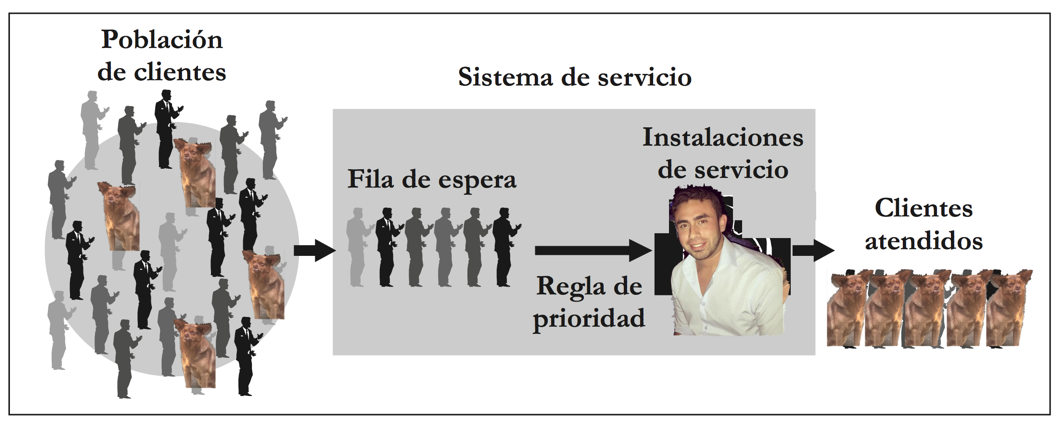 Población
de clientes
Sistema de servicio
Fila de espera
Regla de
prioridad
Instalaciones
de servicio
Clientes
atendidos